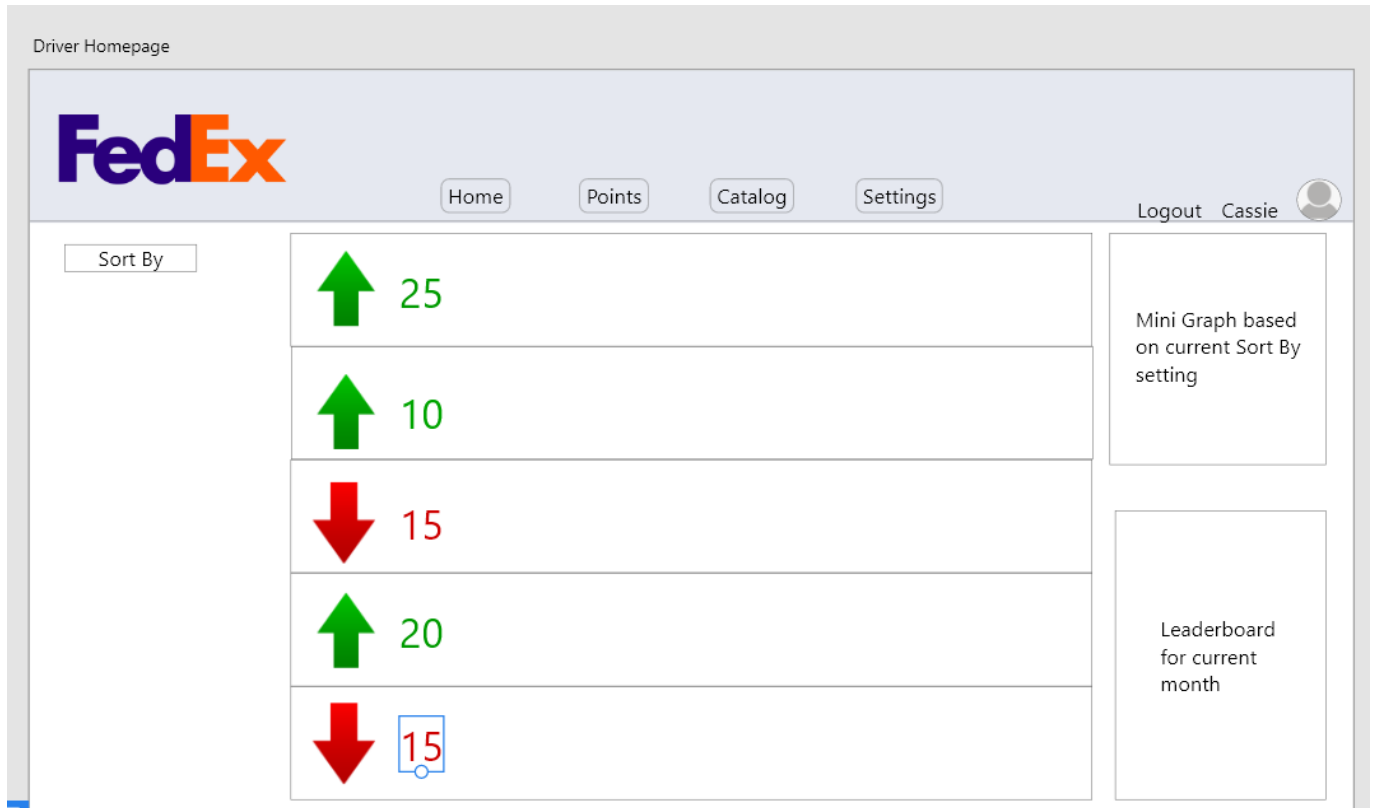 Driver Homepage
FedEx
Home Points Catalog Settings
Logout Cassie
Sort By
25
10
15
20
15
Mini Graph based
on current Sort By
setting
Leaderboard
for current
month